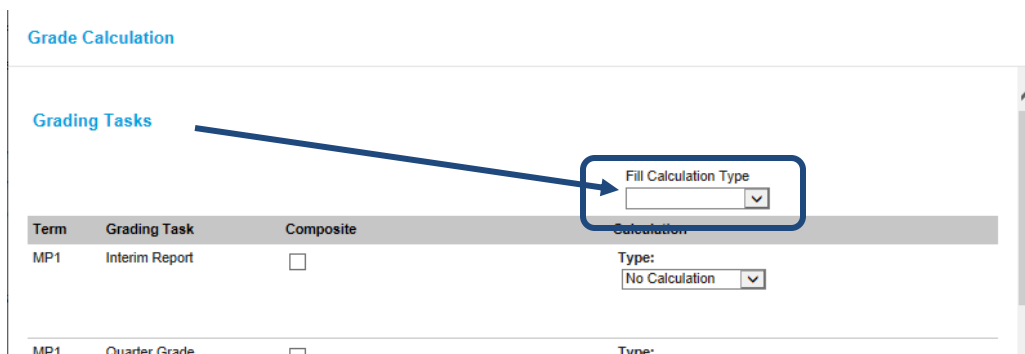 Grade Calculation
Grading Tasks
Fill Calculation Type
Term Grading Task Composite Calculation
MP1 Interim Report Type:
No Calculation
MP1 Quarter Grade Type: